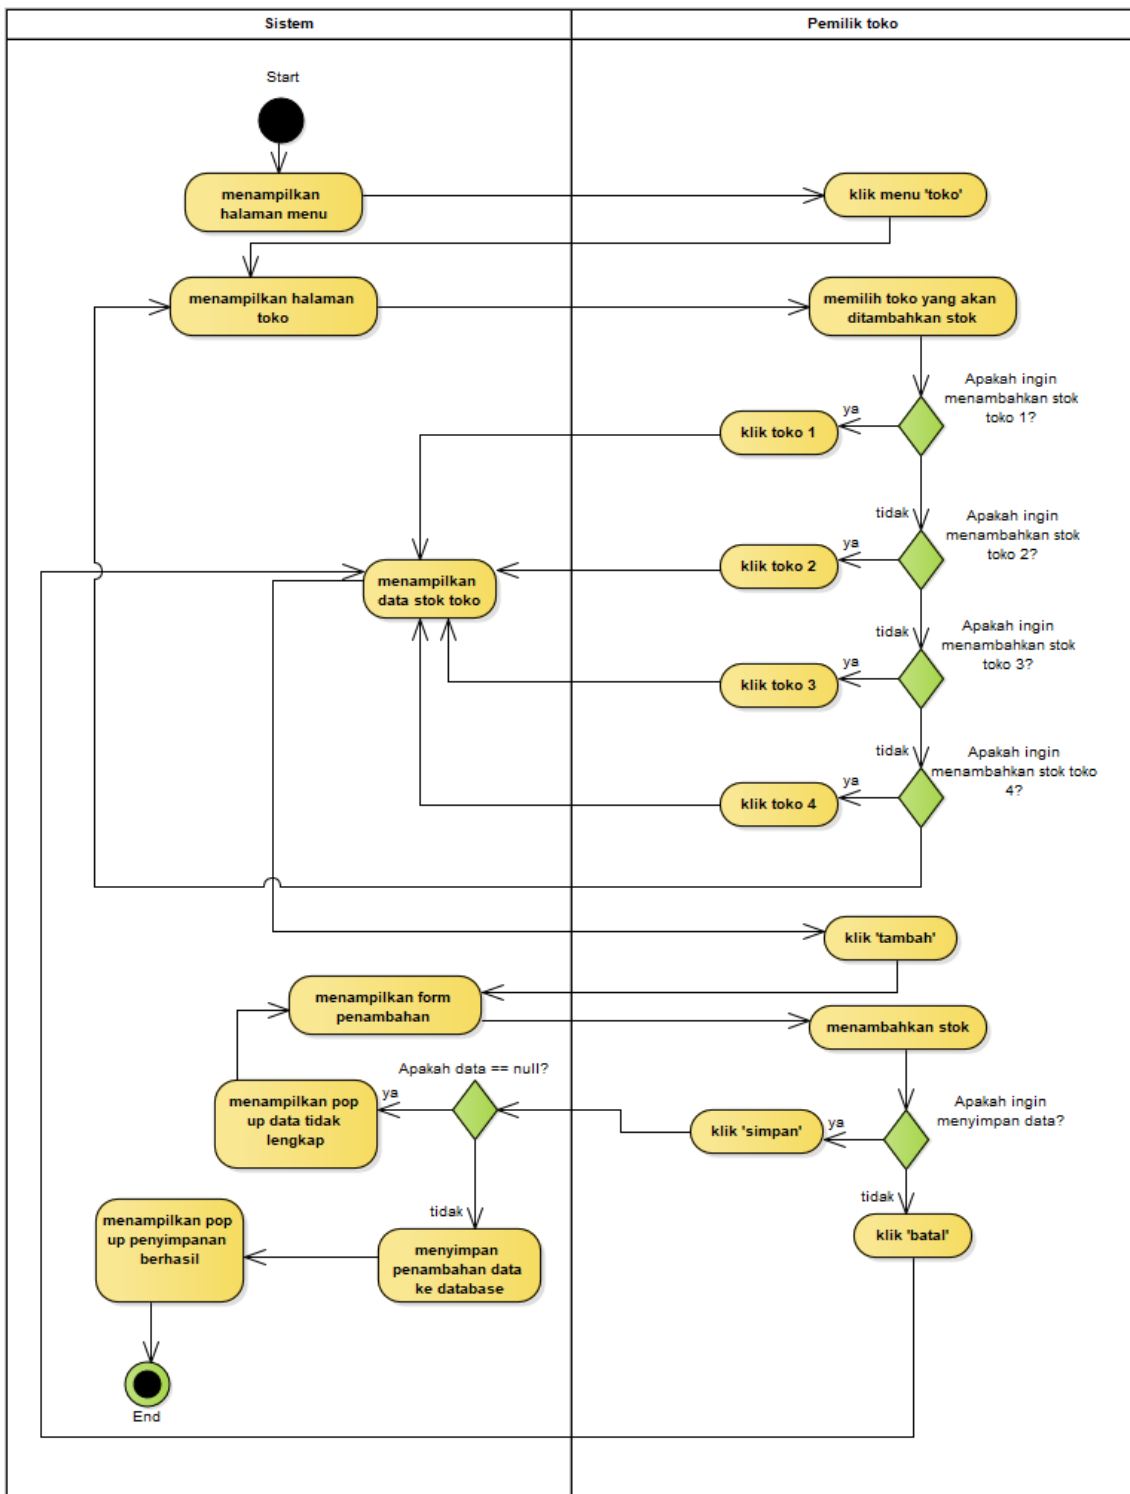 Sistem
Pemilik toko
Start
menampilkan
halaman menu
klik menu 'toko'
menampilkan halaman
toko
memilih toko yang akan
ditambahkan stok
Apakah ingin
menambahkan stok
toko 1?
ya
klik toko 1
tidak
Apakah ingin
menambahkan stok
toko 2?
ya
klik toko 2
menampilkan
data stok toko
tidak
Apakah ingin
menambahkan stok
toko 3?
ya
klik toko 3
tidak
Apakah ingin
menambahkan stok toko
4?
ya
klik toko 4
klik 'tambah'
menampilkan form
penambahan
menambahkan stok
Apakah data == null?
ya
menampilkan pop
up data tidak
lengkap
klik 'simpan'
ya
Apakah ingin
menyimpan data?
tidak
klik 'batal'
tidak
menyimpan
penambahan data
ke database
menampilkan pop
up penyimpanan
berhasil
End